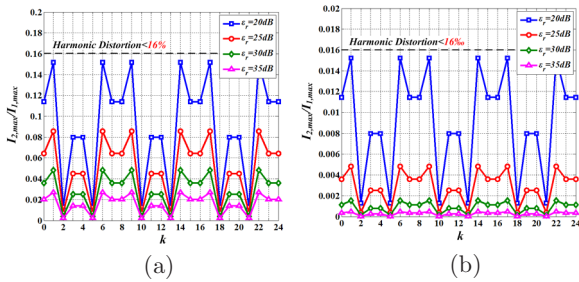 (a)
0.2
0.18
0.16
0.14
0.12
0.1
0.08
0.06
0.04
0.02
0
I2,max/I1,max
Harmonic Distortion<16%
εr=20dB
εr=25dB
εr=30dB
εr=35dB
0 2 4 6 8 10 12 14 16 18 20 22 24
k
(a)
0.02
0.018
0.016
0.014
0.012
0.01
0.008
0.006
0.004
0.002
0
I2,max/I1,max
Harmonic Distortion<16‰
εr=20dB
εr=25dB
εr=30dB
εr=35dB
0 2 4 6 8 10 12 14 16 18 20 22 24
k
(b)